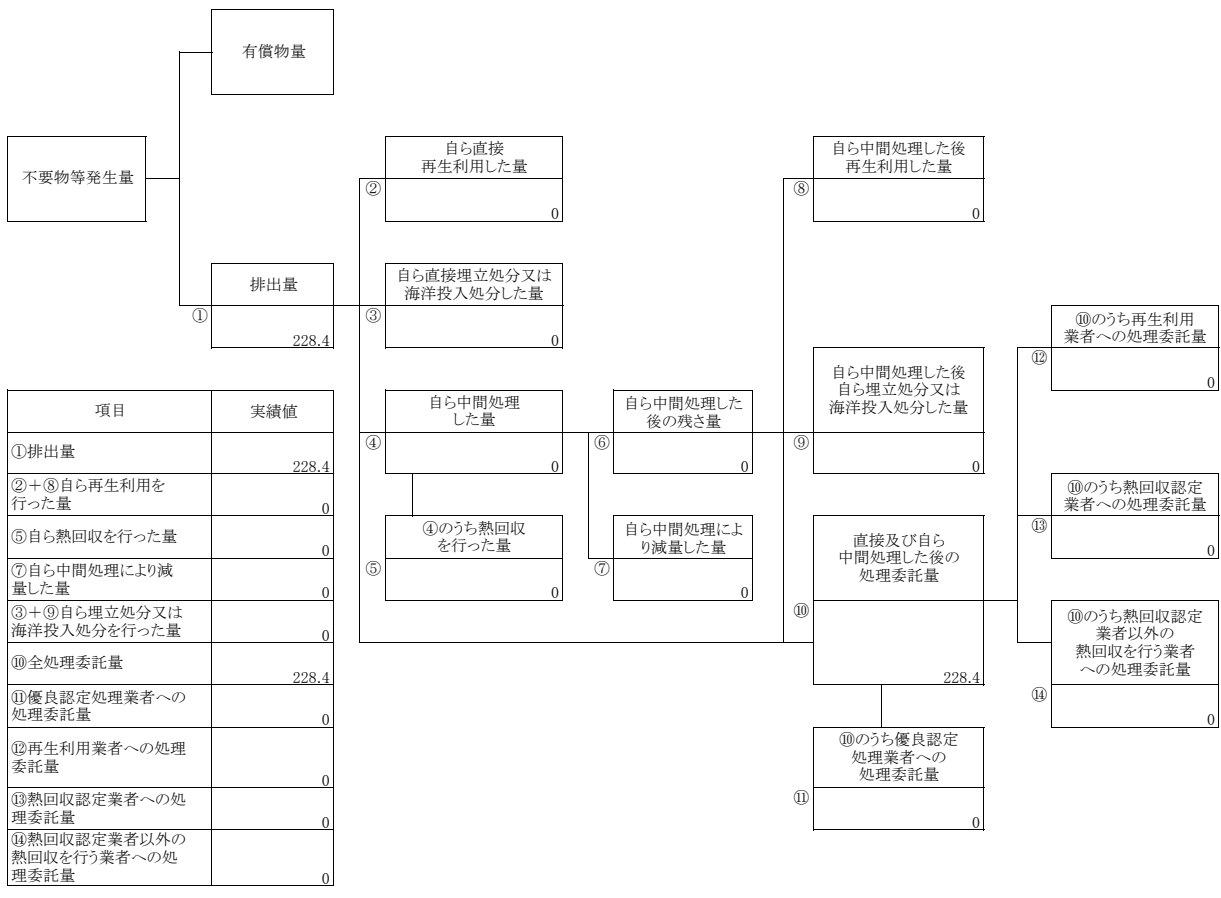 有償物量
不要物等発生量
自ら直接
再生利用した量
②
0
自ら中間処理した後
再生利用した量
⑧
0
排出量
①
228.4
自ら直接埋立処分又は
海洋投入処分した量
③
0
⑩のうち再生利用
業者への処理委託量
⑫
0
自ら中間処理
した量
④
0
自ら中間処理した
後の残さ量
⑥
0
自ら中間処理した後
自ら埋立処分又は
海洋投入処分した量
⑨
0
⑩のうち熱回収認定
業者への処理委託量
⑬
0
④のうち熱回収
を行った量
⑤
0
自ら中間処理によ
り減量した量
⑦
0
直接及び自ら
中間処理した後の
処理委託量
⑩
228.4
⑩のうち熱回収認定
業者以外の
熱回収を行う業者
への処理委託量
⑭
0
⑩のうち優良認定
処理業者への
処理委託量
⑪
0
項目 実績値
①排出量
228.4
②+⑧自ら再生利用を
行った量
0
⑤自ら熱回収を行った量
0
⑦自ら中間処理により減
量した量
0
③+⑨自ら埋立処分又は
海洋投入処分を行った量
0
⑩全処理委託量
228.4
⑪優良認定処理業者への
処理委託量
0
⑫再生利用業者への処理
委託量
0
⑬熱回収認定業者への処
理委託量
0
⑭熱回収認定業者以外の
熱回収を行う業者への処
理委託量
0